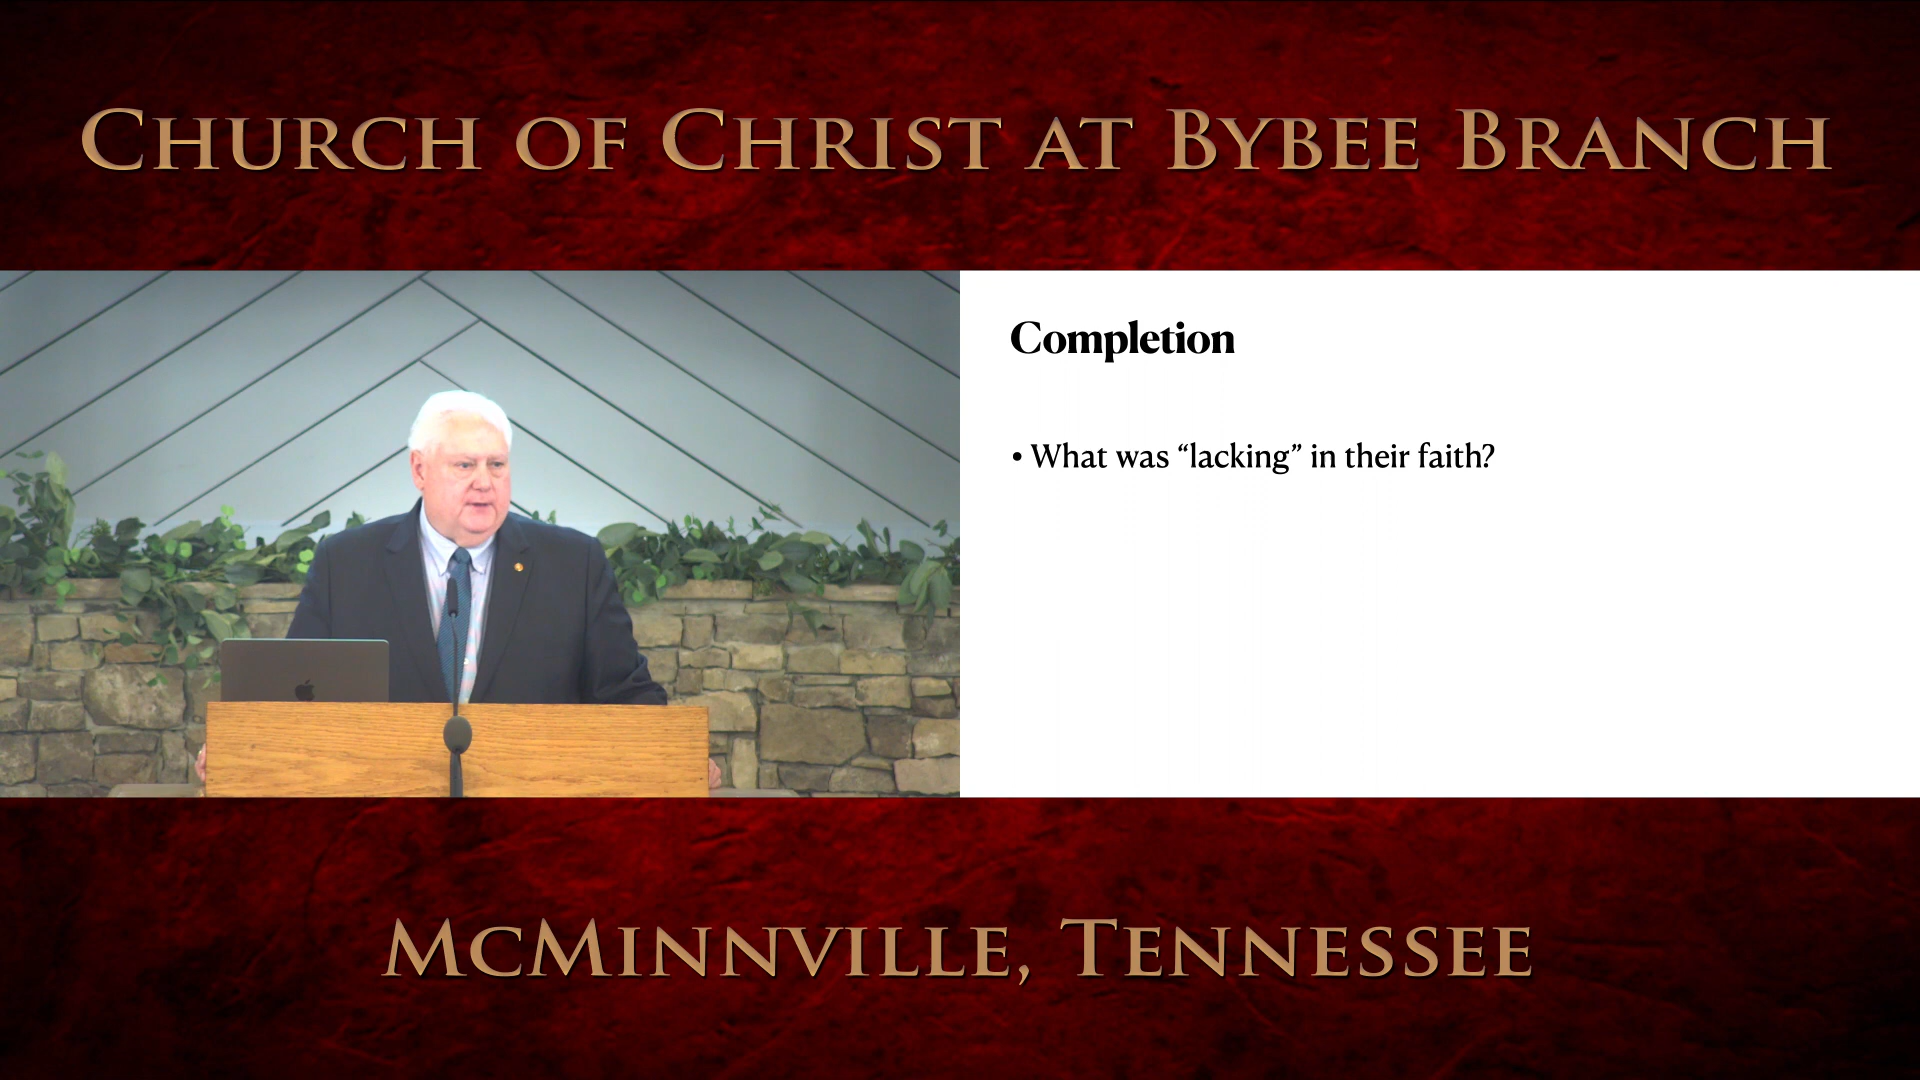 Church of Christ at Bybee Branch
Completion
• What was “lacking” in their faith?
McMinnville, Tennessee